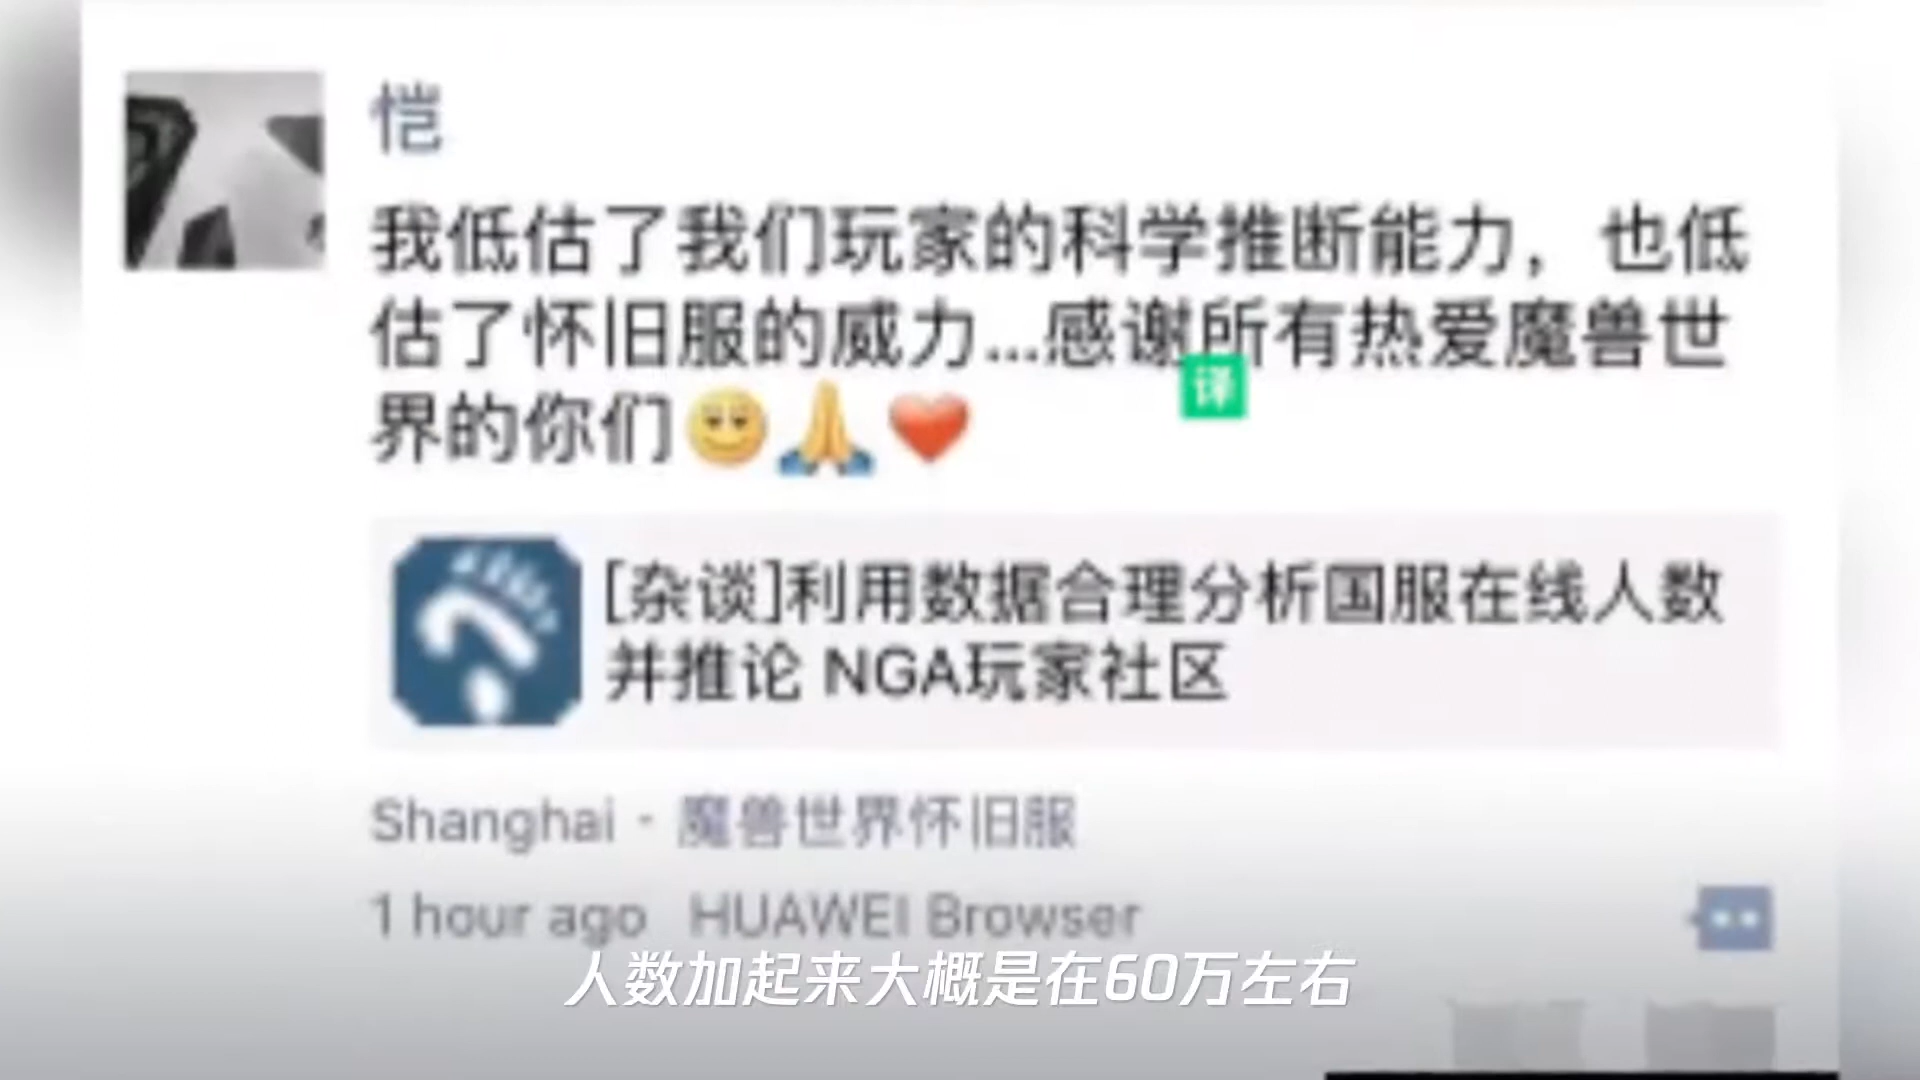 恺
我低估了我们玩家的科学推断能力，也低
估了怀旧服的威力...感谢所有热爱魔兽世
界的你们🙂🙏❤️
译
[杂谈]利用数据合理分析国服在线人数
并推论 NGA玩家社区
Shanghai · 魔兽世界怀旧服
1 hour ago HUAWEI Browser
人数加起来大概是在60万左右